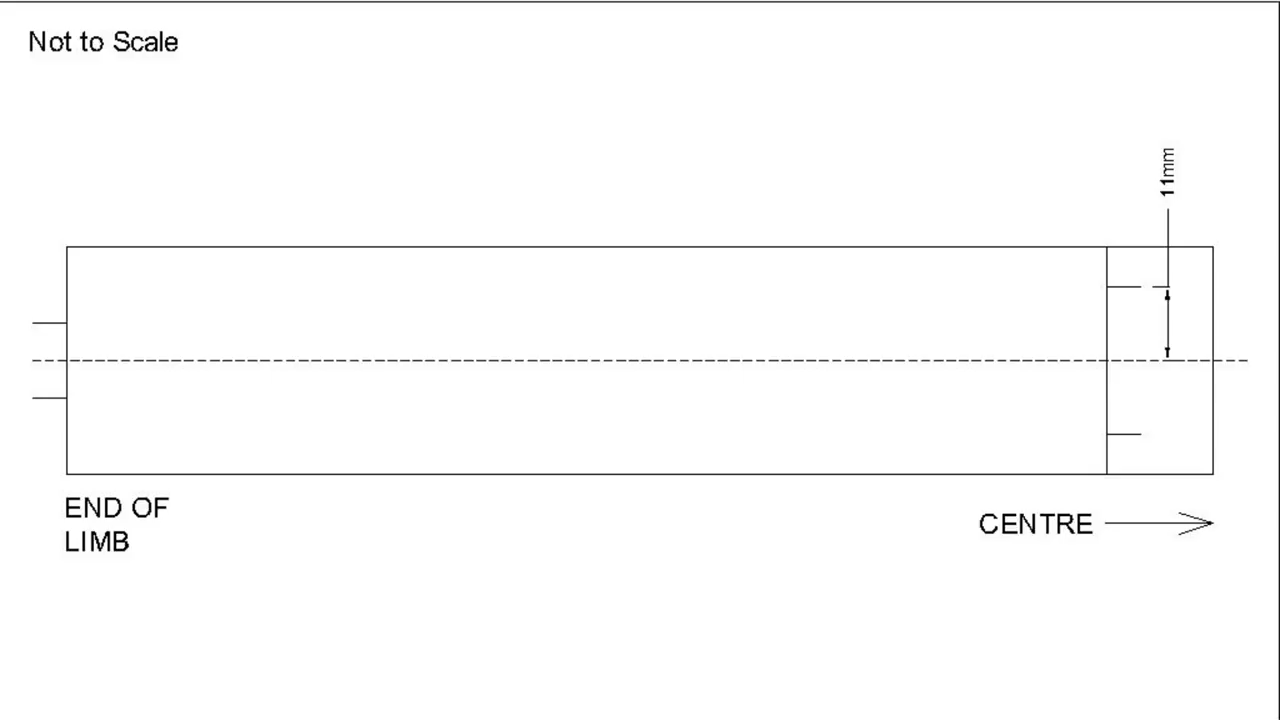 Not to Scale
11mm
END OF
LIMB
CENTRE